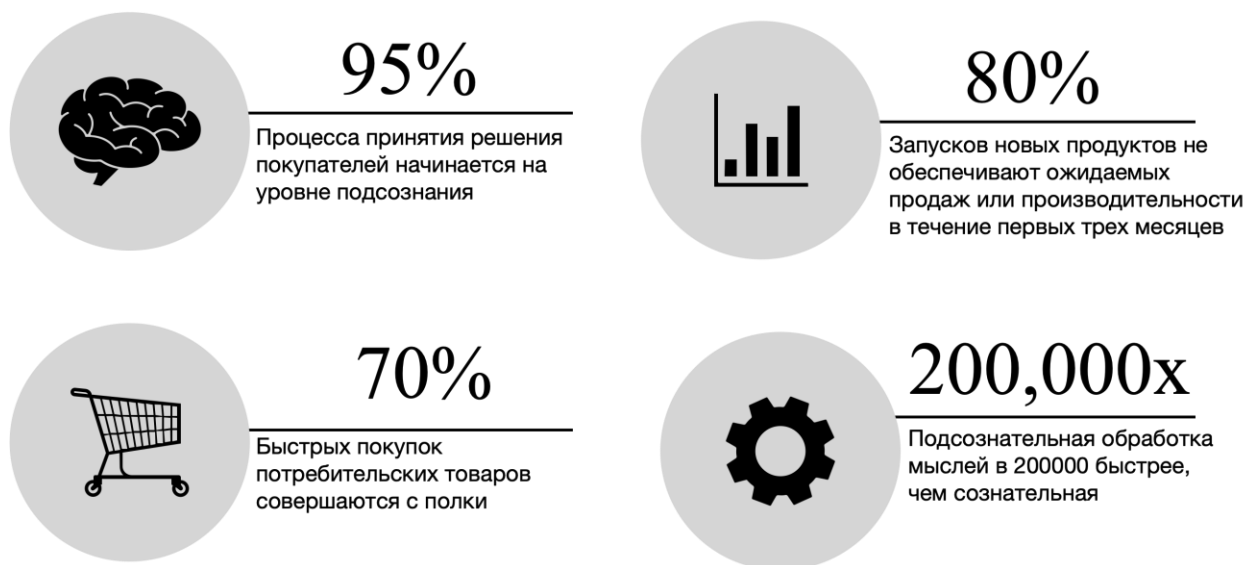 95%
Процесса принятия решения
покупателей начинается на
уровне подсознания
80%
Запусков новых продуктов не
обеспечивают ожидаемых
продаж или производительности
в течение первых трех месяцев
70%
Быстрых покупок
потребительских товаров
совершаются с полки
200,000x
Подсознательная обработка
мыслей в 200000 быстрее,
чем сознательная